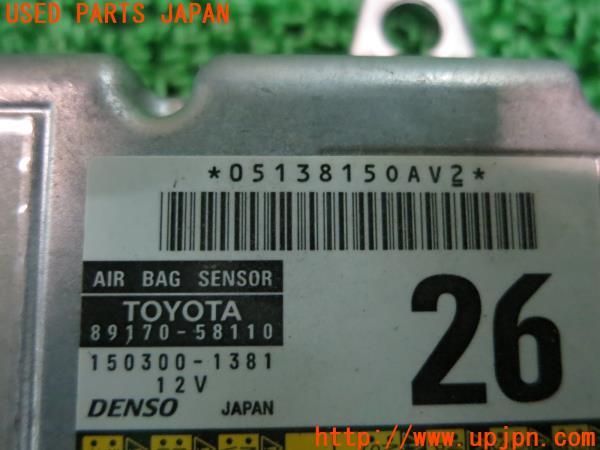 USED PARTS JAPAN
*05138150AV2*
AIR BAG SENSOR
TOYOTA
89170-58110
150300-1381
12V
DENSO JAPAN
26
http://www.upjpn.com